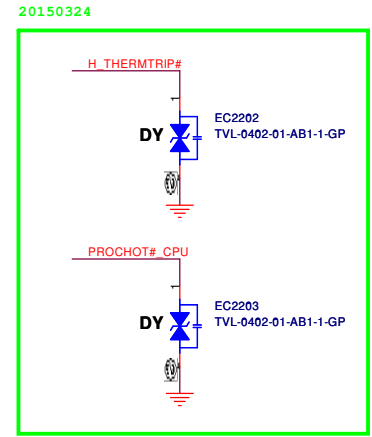 20150324
H_THERMTRIP#
1
EC2202
DY
TVL-0402-01-AB1-1-GP
PROCHOT#_CPU
1
EC2203
DY
TVL-0402-01-AB1-1-GP